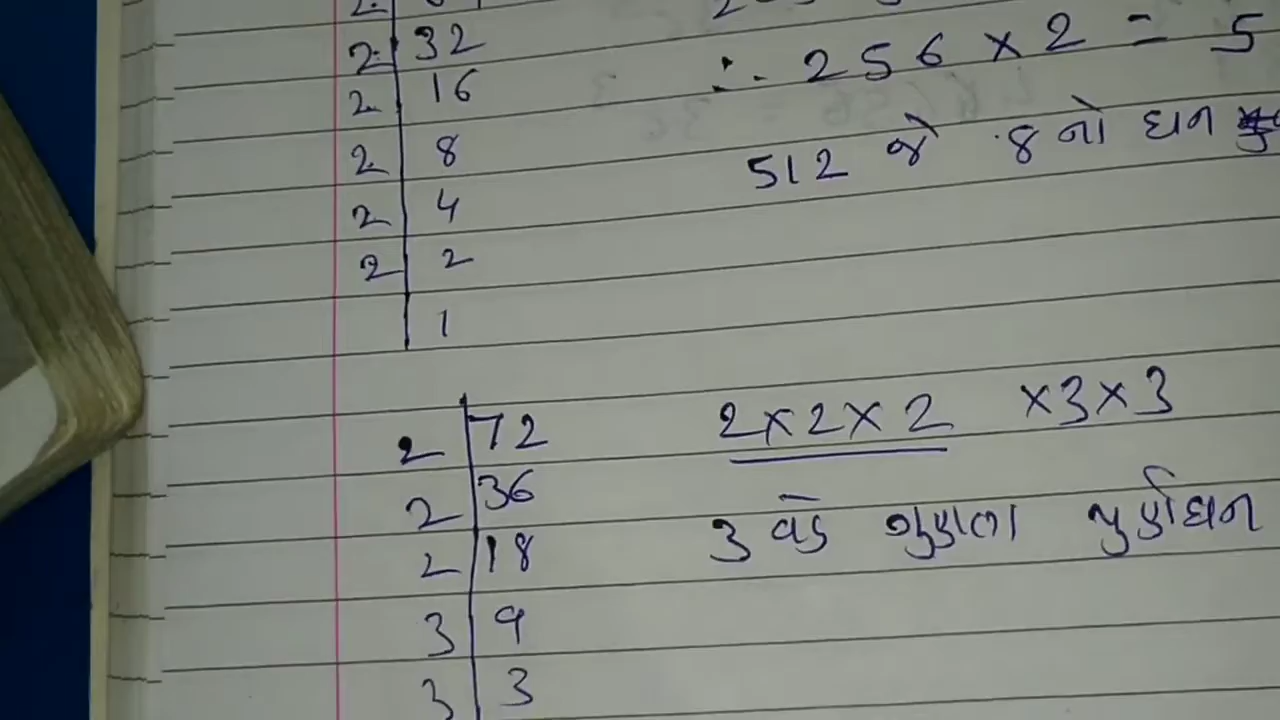 2 | 32
2 | 16
2 | 8
2 | 4
2 | 2
1
∴ 256 × 2 = 5
512 જે 8 નો ઘન
2 | 72
2 | 36
2 | 18
3 | 9
3 | 3
2×2×2 ×3×3
3 વડે ગુણાતા પુર્ણઘન